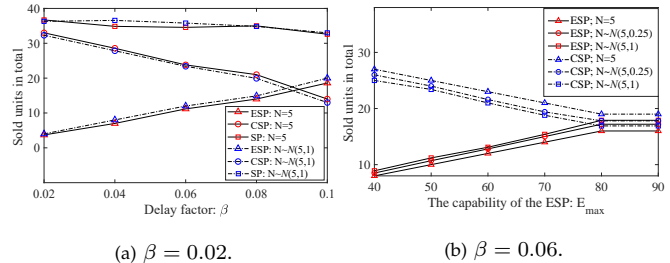 (a)
Sold units in total
40
30
20
10
0
ESP: N=5
CSP: N=5
SP: N=5
ESP: N~N(5,1)
CSP: N~N(5,1)
SP: N~N(5,1)
0.02 0.04 0.06 0.08 0.1
Delay factor: β
(a) β = 0.02.
(b)
Sold units in total
30
20
10
ESP; N=5
ESP; N~N(5,0.25)
ESP; N~N(5,1)
CSP; N=5
CSP; N~N(5,0.25)
CSP; N~N(5,1)
40 50 60 70 80 90
The capability of the ESP: Emax
(b) β = 0.06.